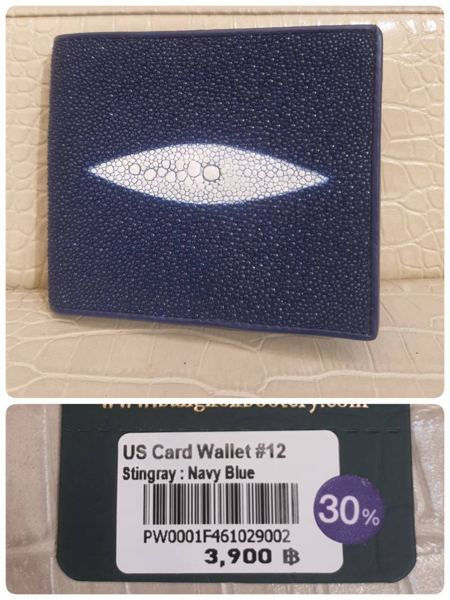 US Card Wallet #12
Stingray : Navy Blue
PW0001F461029002
3,900 ฿
30%